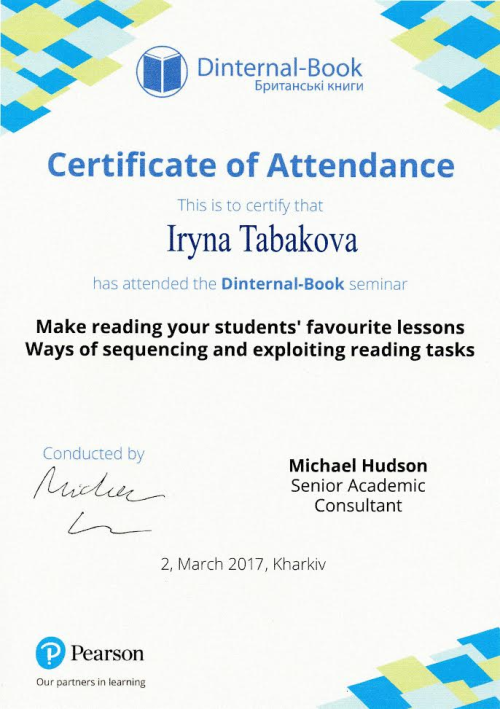 Dinternal-Book
Британські книги
Certificate of Attendance
This is to certify that
Iryna Tabakova
has attended the Dinternal-Book seminar
Make reading your students' favourite lessons
Ways of sequencing and exploiting reading tasks
Conducted by
Michael Hudson
Senior Academic
Consultant
2, March 2017, Kharkiv
Pearson
Our partners in learning